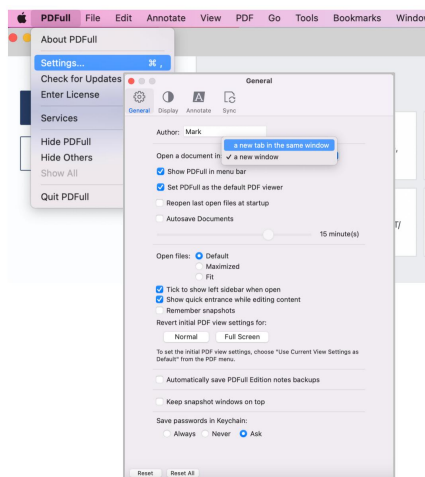 PDFull File Edit Annotate View PDF Go Tools Bookmarks Window
About PDFull
Settings... ⌘ ,
Check for Updates
Enter License
Services
Hide PDFull
Hide Others
Show All
Quit PDFull
General
General Display Annotate Sync
Author: Mark
a new tab in the same window
Open a document in: ✓ a new window
Show PDFull in menu bar
Set PDFull as the default PDF viewer
Reopen last open files at startup
Autosave Documents
15 minute(s)
Open files: Default
Maximized
Fit
Tick to show left sidebar when open
Show quick entrance while editing content
Remember snapshots
Revert initial PDF view settings for:
Normal Full Screen
To set the initial PDF view settings, choose "Use Current View Settings as
Default" from the PDF menu.
Automatically save PDFull Edition notes backups
Keep snapshot windows on top
Save passwords in Keychain:
Always Never Ask
Reset Reset All